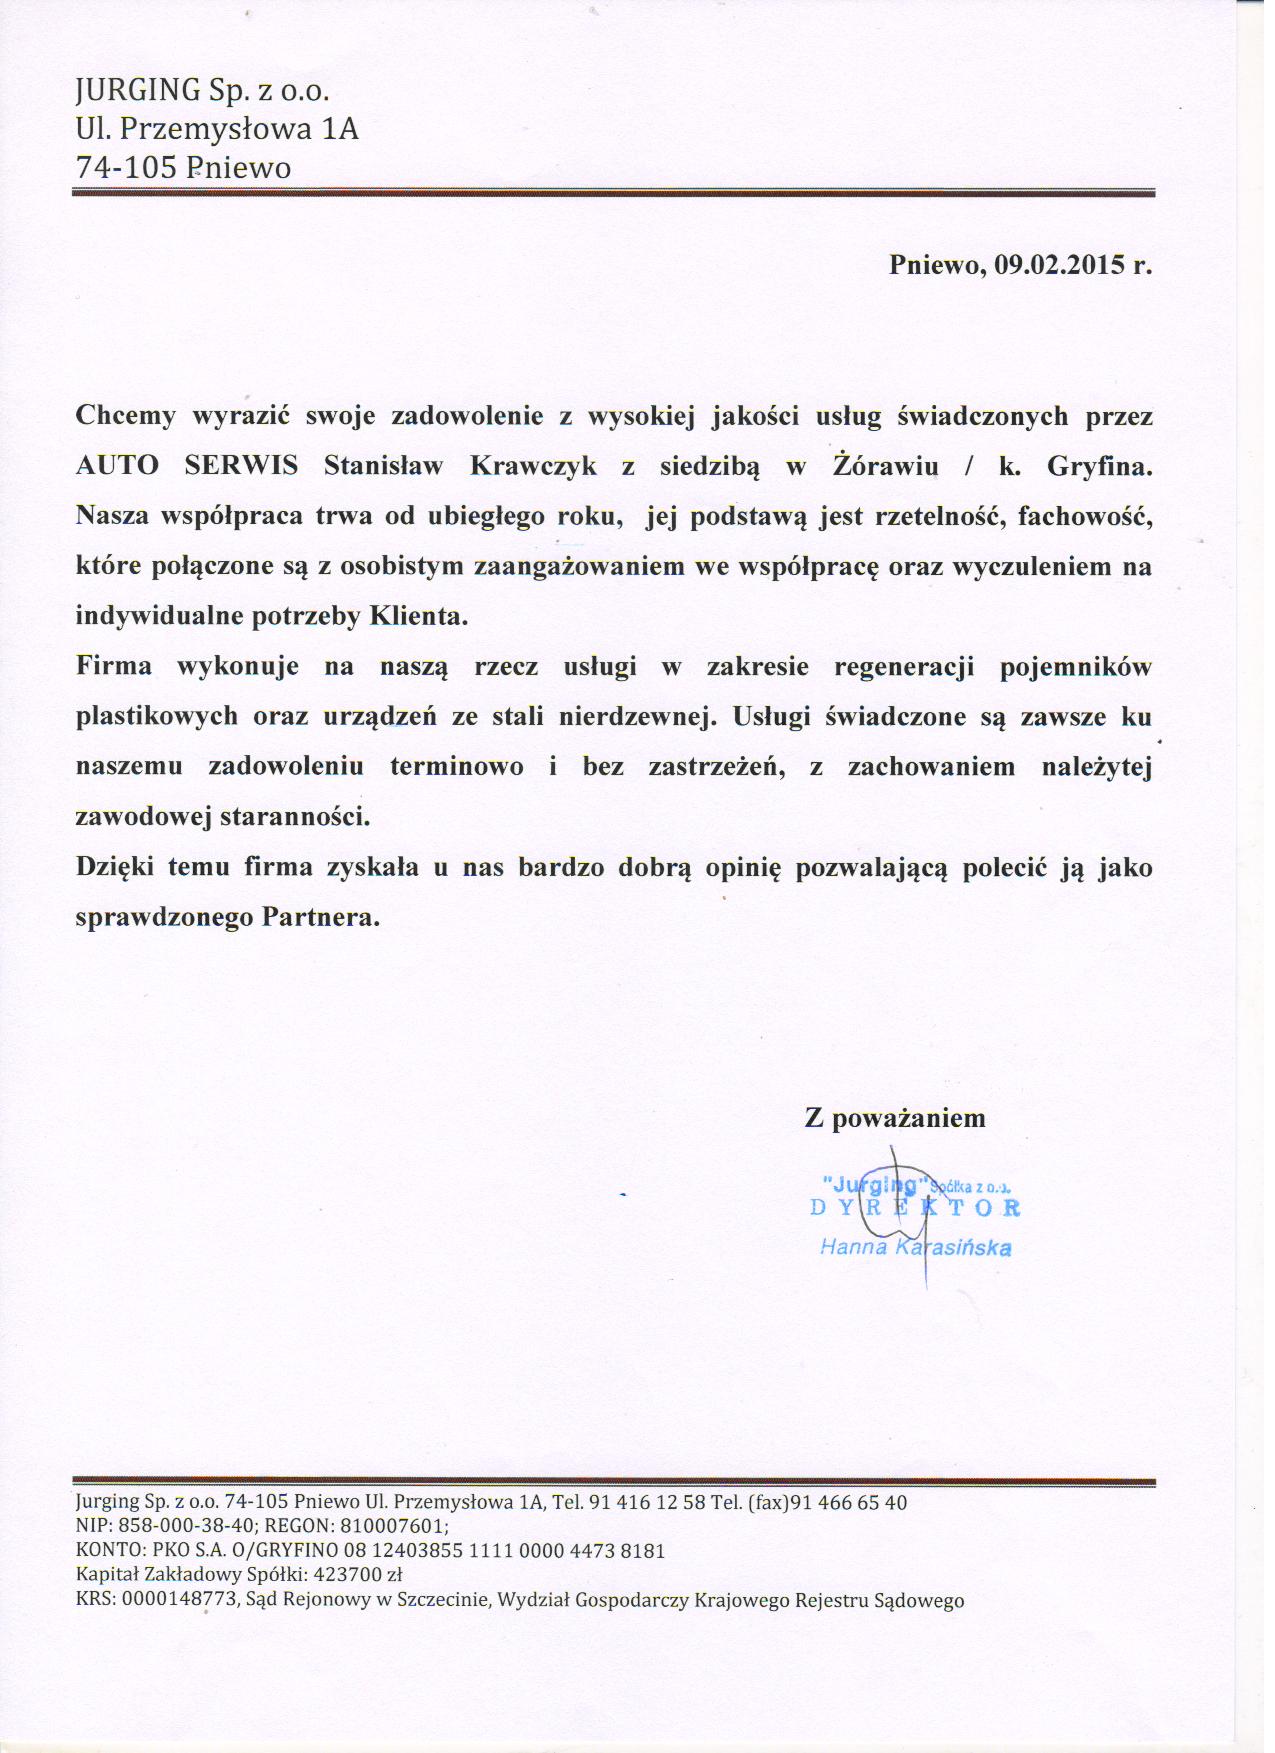 JURGING Sp. z o.o.
Ul. Przemysłowa 1A
74-105 Pniewo
Pniewo, 09.02.2015 r.
Chcemy wyrazić swoje zadowolenie z wysokiej jakości usług świadczonych przez
AUTO SERWIS Stanisław Krawczyk z siedzibą w Żórawiu / k. Gryfina.
Nasza współpraca trwa od ubiegłego roku, jej podstawą jest rzetelność, fachowość,
które połączone są z osobistym zaangażowaniem we współpracę oraz wyczuleniem na
indywidualne potrzeby Klienta.
Firma wykonuje na naszą rzecz usługi w zakresie regeneracji pojemników
plastikowych oraz urządzeń ze stali nierdzewnej. Usługi świadczone są zawsze ku
naszemu zadowoleniu terminowo i bez zastrzeżeń, z zachowaniem należytej
zawodowej staranności.
Dzięki temu firma zyskała u nas bardzo dobrą opinię pozwalającą polecić ją jako
sprawdzonego Partnera.
Z poważaniem
"Jurging" Spółka z o.o.
DYREKTOR
Hanna Karasińska
Jurging Sp. z o.o. 74-105 Pniewo Ul. Przemysłowa 1A, Tel. 91 416 12 58 Tel. (fax)91 466 65 40
NIP: 858-000-38-40; REGON: 810007601;
KONTO: PKO S.A. O/GRYFINO 08 12403855 1111 0000 4473 8181
Kapitał Zakładowy Spółki: 423700 zł
KRS: 0000148773, Sąd Rejonowy w Szczecinie, Wydział Gospodarczy Krajowego Rejestru Sądowego